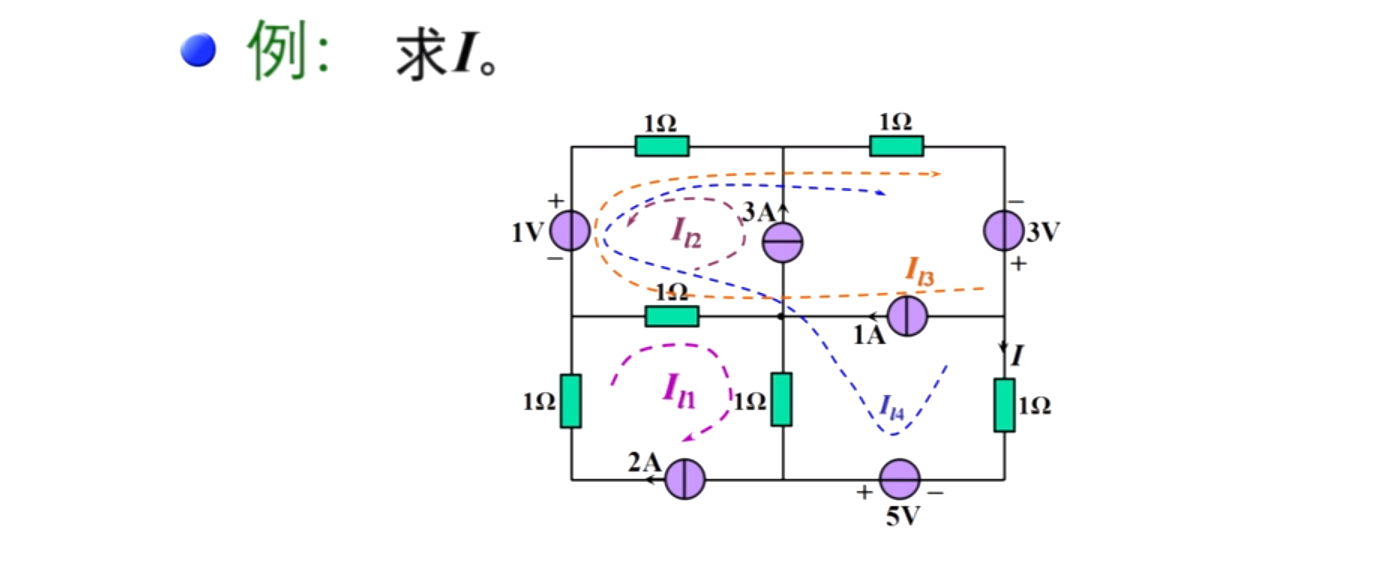 例： 求I。
1Ω 1Ω
+ −
1V 3A 3V
− +
I_{l2}
I_{l3}
1Ω
1A
I
1Ω 1Ω 1Ω
I_{l1}
I_{l4}
2A
+ −
5V